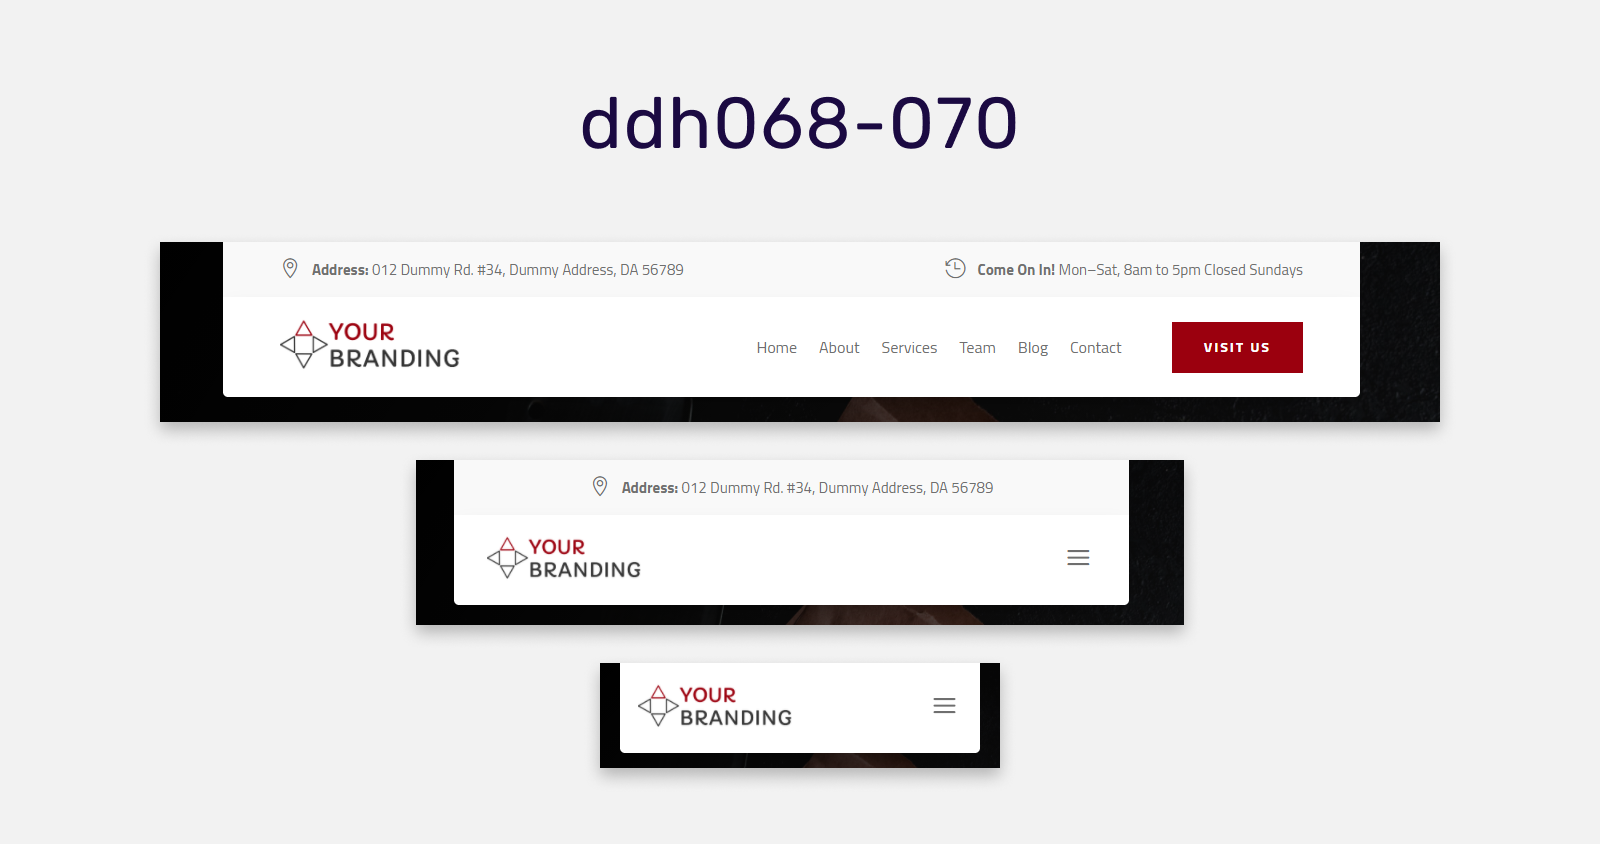 ddh068-070
Address: 012 Dummy Rd. #34, Dummy Address, DA 56789
Come On In! Mon–Sat, 8am to 5pm Closed Sundays
YOUR
BRANDING
Home About Services Team Blog Contact
VISIT US
Address: 012 Dummy Rd. #34, Dummy Address, DA 56789
YOUR
BRANDING
YOUR
BRANDING